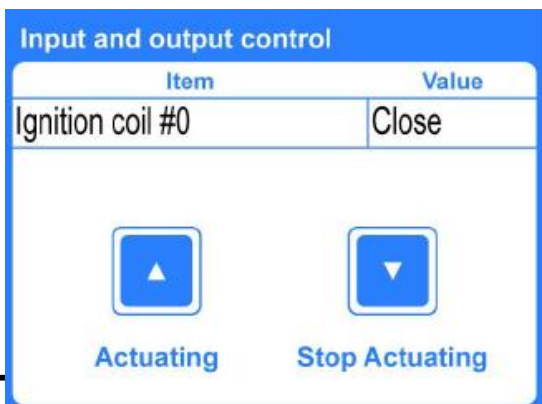 Input and output control
Item Value
Ignition coil #0 Close
Actuating Stop Actuating